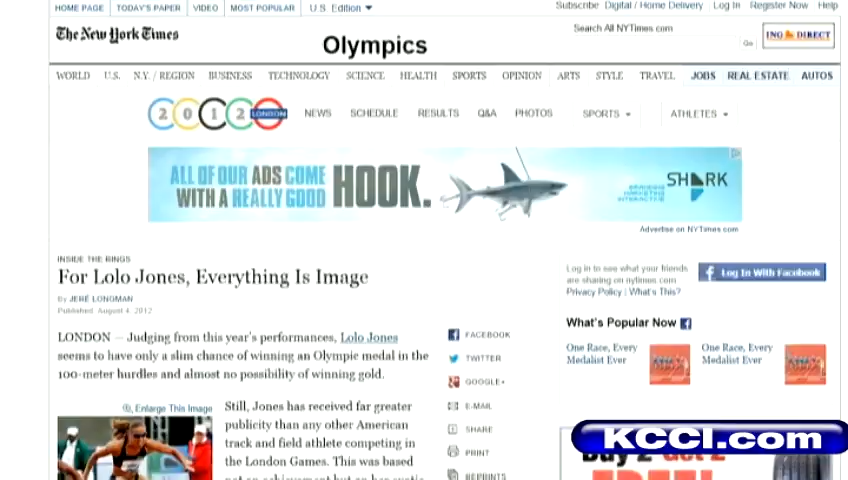 HOME PAGE TODAY'S PAPER VIDEO MOST POPULAR U.S. Edition
Subscribe Digital / Home Delivery Log In Register Now Help
The New York Times
Olympics
Search All NYTimes.com
Go
ING DIRECT
WORLD U.S. N.Y. / REGION BUSINESS TECHNOLOGY SCIENCE HEALTH SPORTS OPINION ARTS STYLE TRAVEL JOBS REAL ESTATE AUTOS
2012 LONDON NEWS SCHEDULE RESULTS Q&A PHOTOS SPORTS ATHLETES
ALL OF OUR ADS COME
WITH A REALLY GOOD HOOK.
STRATEGIC
MARKETING
INTERACTIVE
SHARK
Advertise on NYTimes.com
INSIDE THE RINGS
For Lolo Jones, Everything Is Image
By JERÉ LONGMAN
Published: August 4, 2012
LONDON — Judging from this year's performances, Lolo Jones
seems to have only a slim chance of winning an Olympic medal in the
100-meter hurdles and almost no possibility of winning gold.
Enlarge This Image
Still, Jones has received far greater
publicity than any other American
track and field athlete competing in
the London Games. This was based
FACEBOOK
TWITTER
GOOGLE+
E-MAIL
SHARE
PRINT
REPRINTS
Log in to see what your friends
are sharing on nytimes.com
Privacy Policy | What's This?
Log In With Facebook
What's Popular Now
One Race, Every
Medalist Ever
One Race, Every
Medalist Ever
KCCI.com
Buy 2 Get 2
FREE!